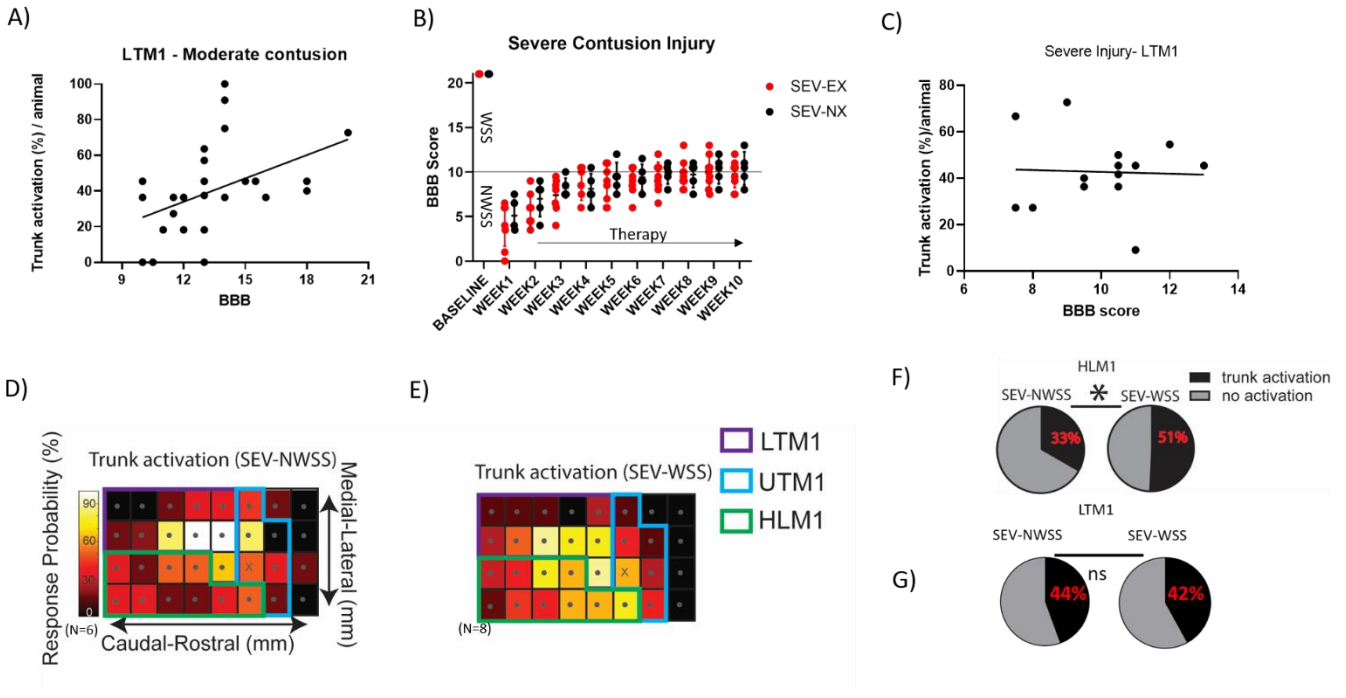 A)
LTM1 - Moderate contusion
Trunk activation (%) / animal
100
80
60
40
20
0
9
12
15
18
21
BBB
B)
Severe Contusion Injury
BBB Score
20
15
10
5
0
WSS
NWSS
Therapy
SEV-EX
SEV-NX
BASELINE
WEEK1
WEEK2
WEEK3
WEEK4
WEEK5
WEEK6
WEEK7
WEEK8
WEEK9
WEEK10
C)
Severe Injury- LTM1
Trunk activation (%)/animal
80
60
40
20
0
6
8
10
12
14
BBB score
D)
Trunk activation (SEV-NWSS)
Response Probability (%)
90
60
30
0
X
Medial-Lateral (mm)
(N=6)
Caudal-Rostral (mm)
E)
Trunk activation (SEV-WSS)
X
(N=8)
LTM1
UTM1
HLM1
F)
HLM1
trunk activation
no activation
SEV-NWSS
*
SEV-WSS
33%
51%
G)
LTM1
SEV-NWSS
SEV-WSS
ns
44%
42%